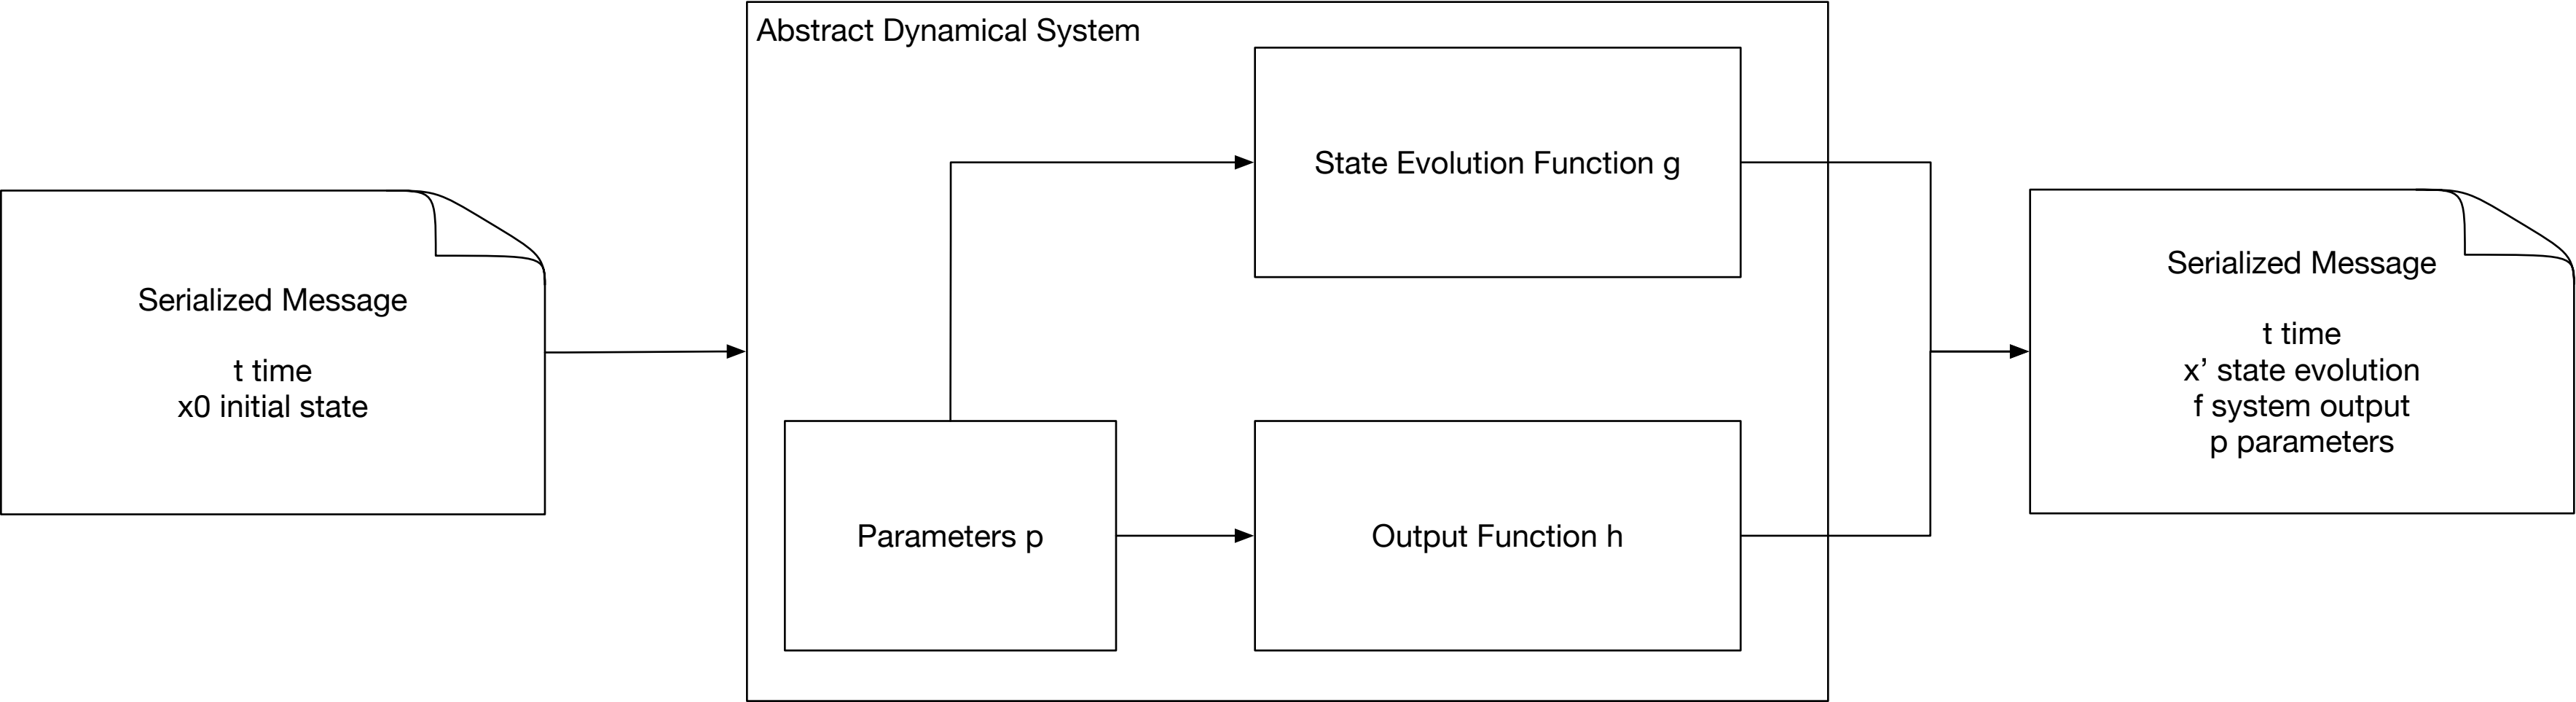 Abstract Dynamical System
State Evolution Function g
Serialized Message
t time
x0 initial state
Parameters p
Output Function h
Serialized Message
t time
x’ state evolution
f system output
p parameters